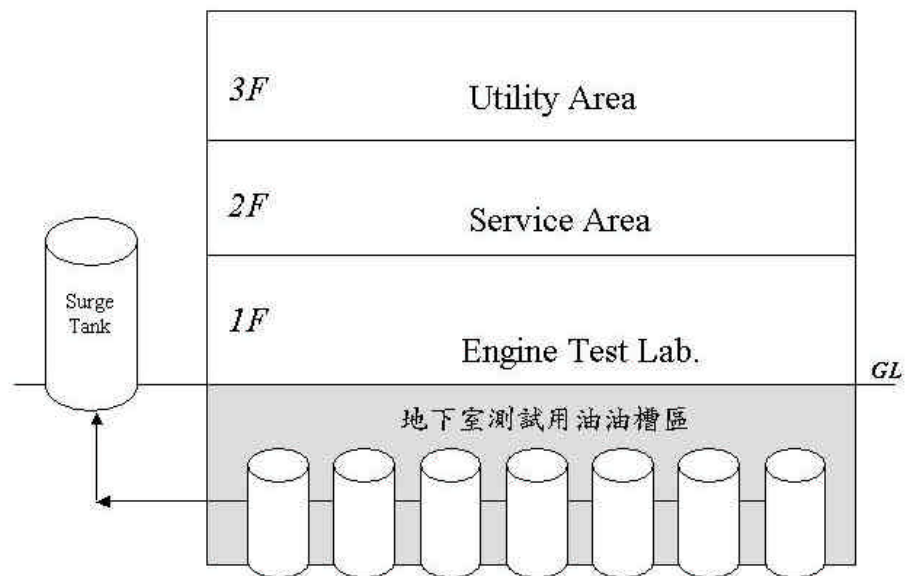 3F
Utility Area
2F
Service Area
Surge
Tank
1F
Engine Test Lab.
GL
地下室測試用油油槽區